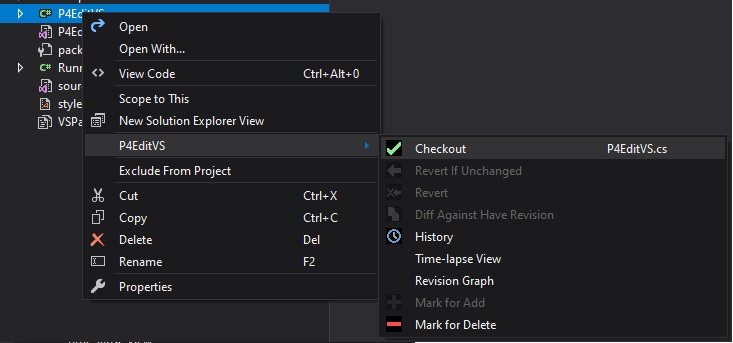 C# P4EditVS
Open
P4Ed
Open With...
pack
View Code Ctrl+Alt+0
C# Runn
Scope to This
sour
New Solution Explorer View
style
VSPa
P4EditVS
Checkout P4EditVS.cs
Exclude From Project
Revert If Unchanged
Cut Ctrl+X
Revert
Copy Ctrl+C
Diff Against Have Revision
Delete Del
History
Rename F2
Time-lapse View
Properties
Revision Graph
Mark for Add
Mark for Delete